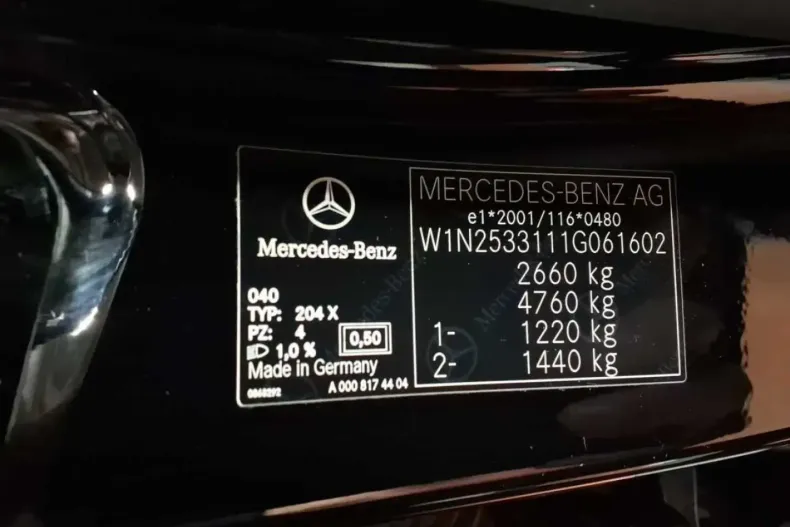 Mercedes-Benz
040
TYP: 204 X
PZ: 4
1,0 %
0,50
Made in Germany
A 000 817 44 04
MERCEDES-BENZ AG
e1*2001/116*0480
W1N2533111G061602
2660 kg
4760 kg
1- 1220 kg
2- 1440 kg